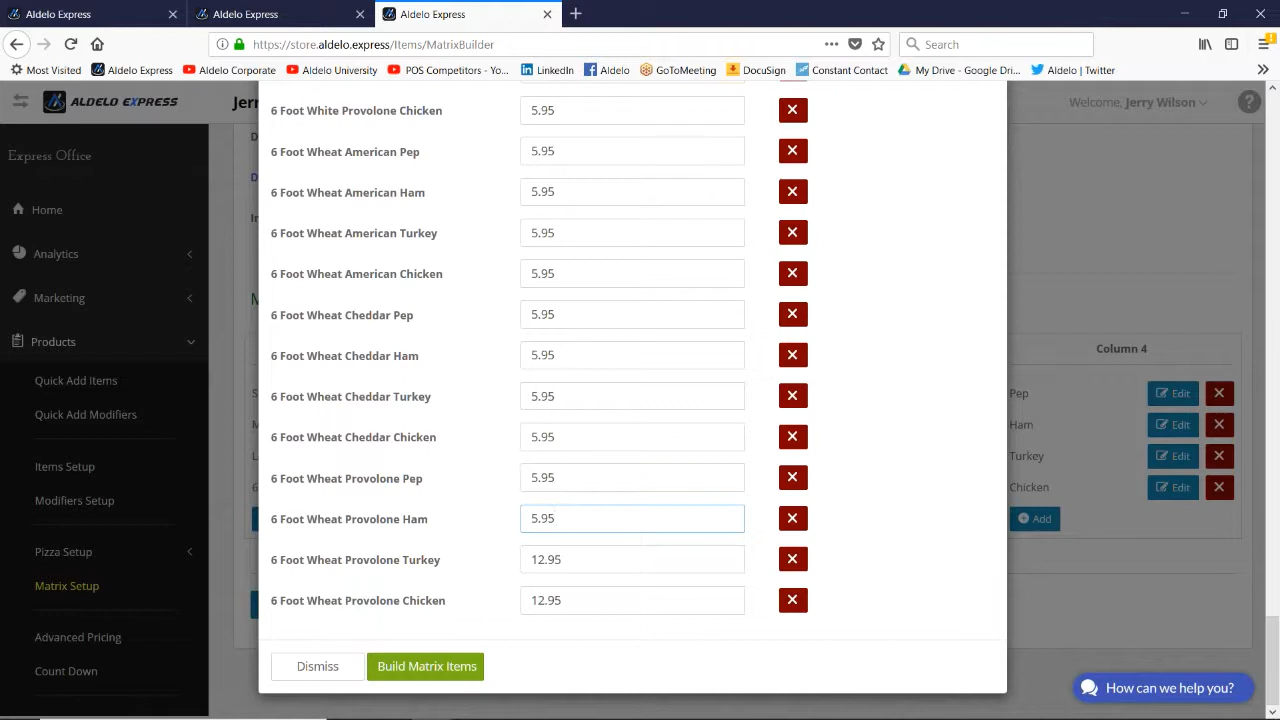 Aldelo Express
Aldelo Express
Aldelo Express
https://store.aldelo.express/Items/MatrixBuilder
Search
Most Visited
Aldelo Express
Aldelo Corporate
Aldelo University
POS Competitors - Yo...
LinkedIn
Aldelo
GoToMeeting
DocuSign
Constant Contact
My Drive - Google Dri...
Aldelo | Twitter
ALDELO EXPRESS
Jerr
Welcome, Jerry Wilson
Express Office
Home
Analytics
Marketing
Products
Quick Add Items
Quick Add Modifiers
Items Setup
Modifiers Setup
Pizza Setup
Matrix Setup
Advanced Pricing
Count Down
6 Foot White Provolone Chicken 5.95
6 Foot Wheat American Pep 5.95
6 Foot Wheat American Ham 5.95
6 Foot Wheat American Turkey 5.95
6 Foot Wheat American Chicken 5.95
6 Foot Wheat Cheddar Pep 5.95
6 Foot Wheat Cheddar Ham 5.95
6 Foot Wheat Cheddar Turkey 5.95
6 Foot Wheat Cheddar Chicken 5.95
6 Foot Wheat Provolone Pep 5.95
6 Foot Wheat Provolone Ham 5.95
6 Foot Wheat Provolone Turkey 12.95
6 Foot Wheat Provolone Chicken 12.95
Dismiss
Build Matrix Items
Column 4
Pep Edit
Ham Edit
Turkey Edit
Chicken Edit
Add
How can we help you?